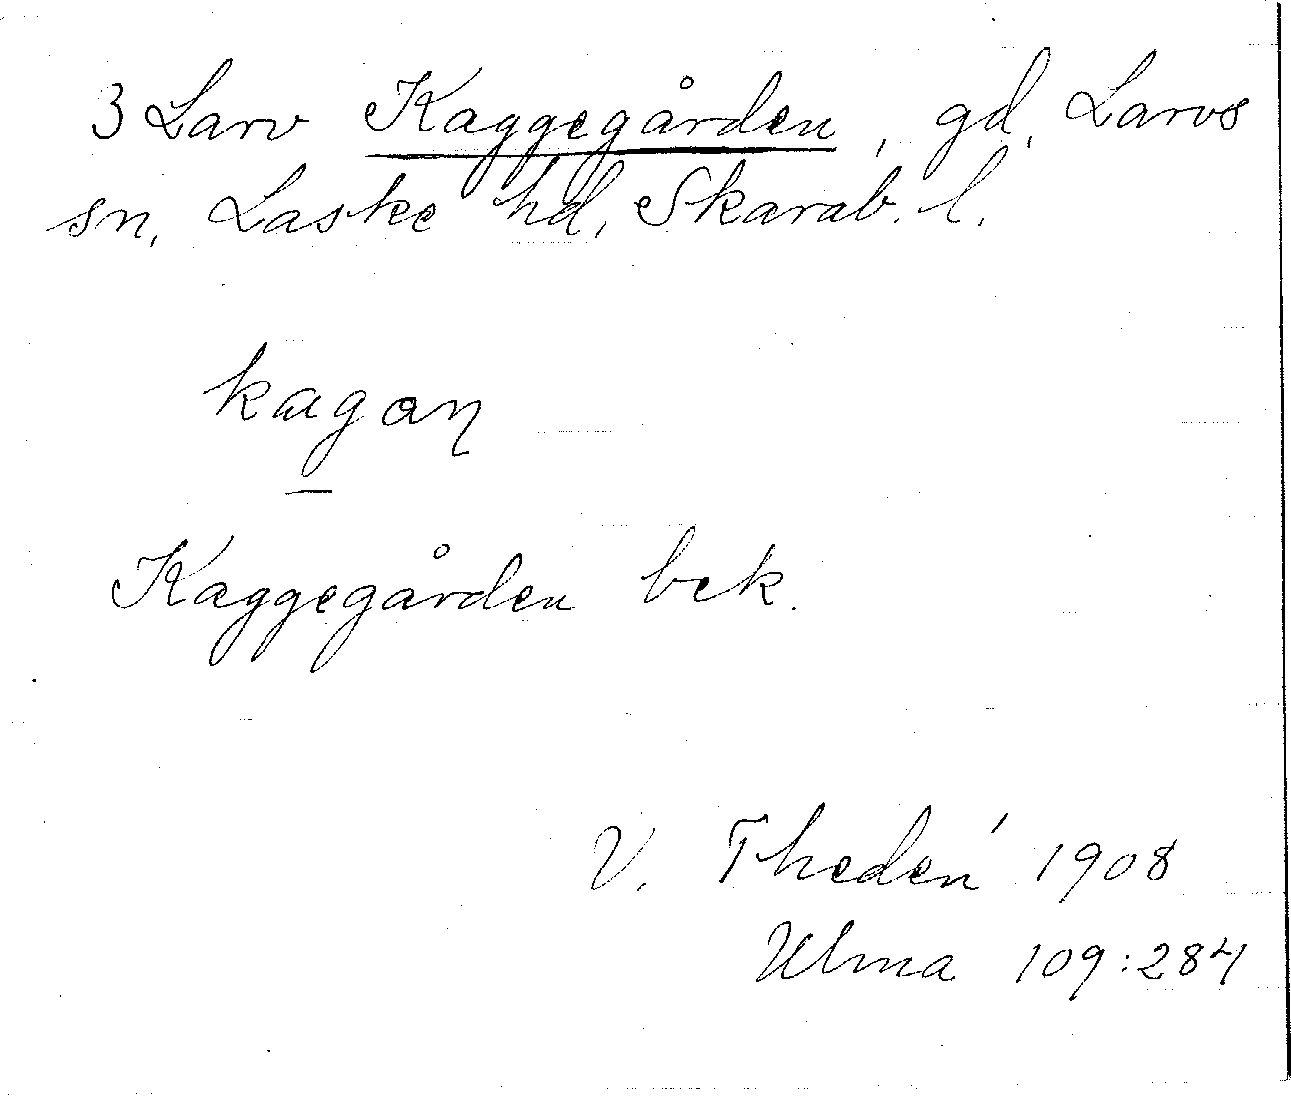 3 Larv Kaggegården, gd, Larvs
sn, Laske hd, Skarab. l.
kagan
Kaggegården bek.
V. Thedén 1908
Ulma 109:284